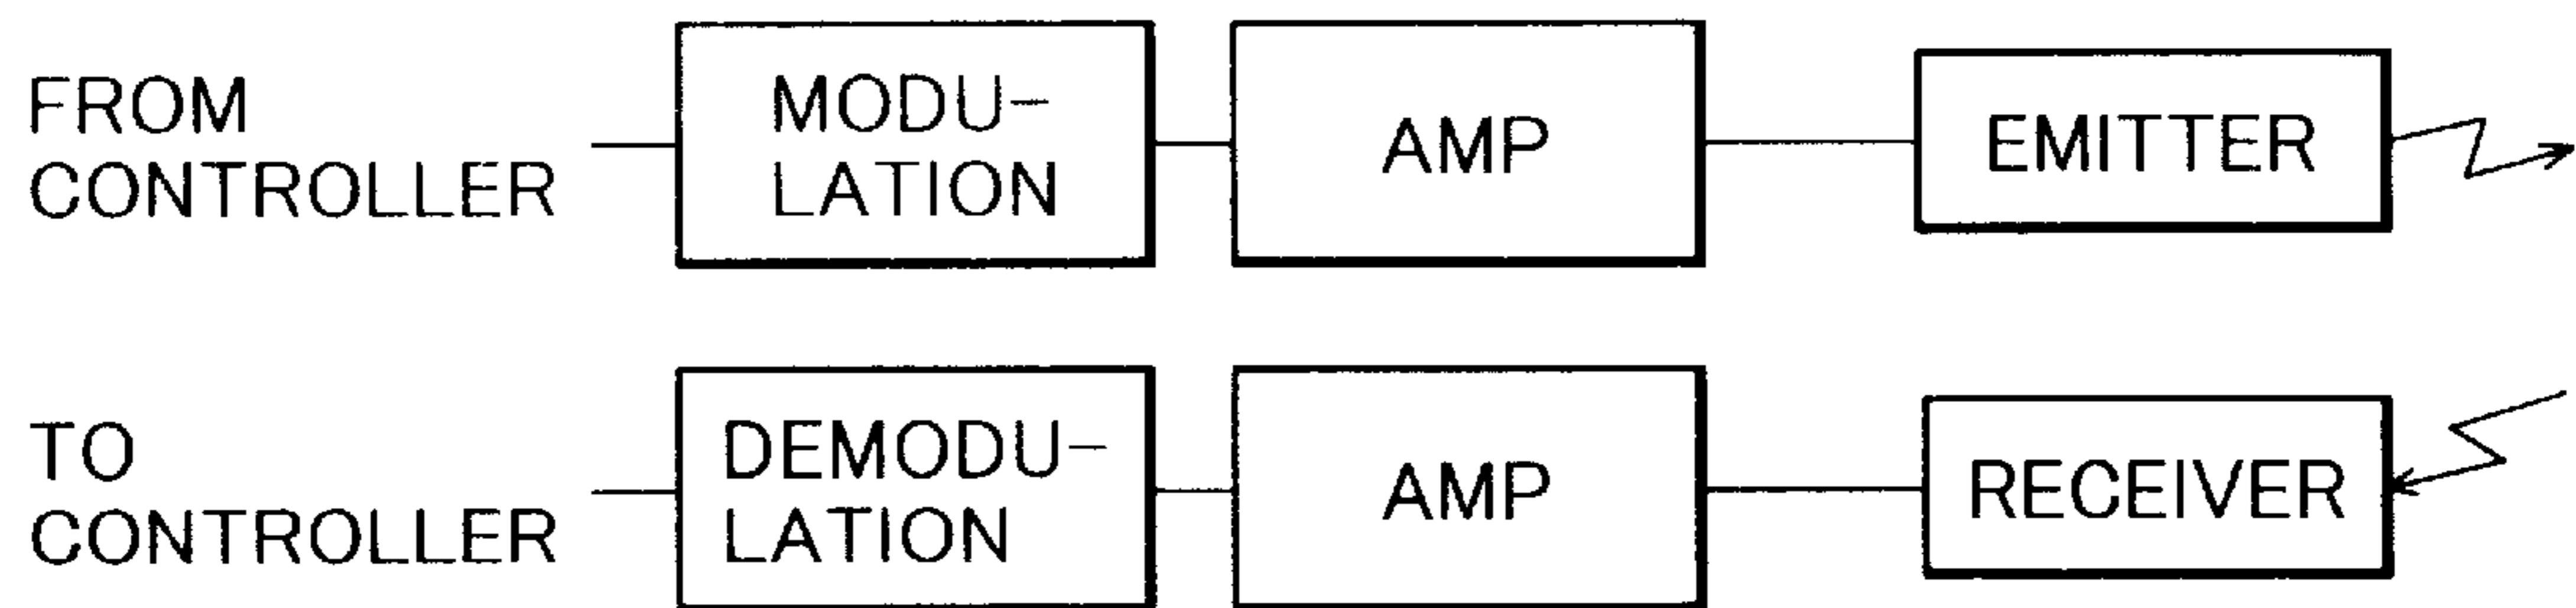 FROM
CONTROLLER
MODU-
LATION
AMP
EMITTER
TO
CONTROLLER
DEMODU-
LATION
AMP
RECEIVER